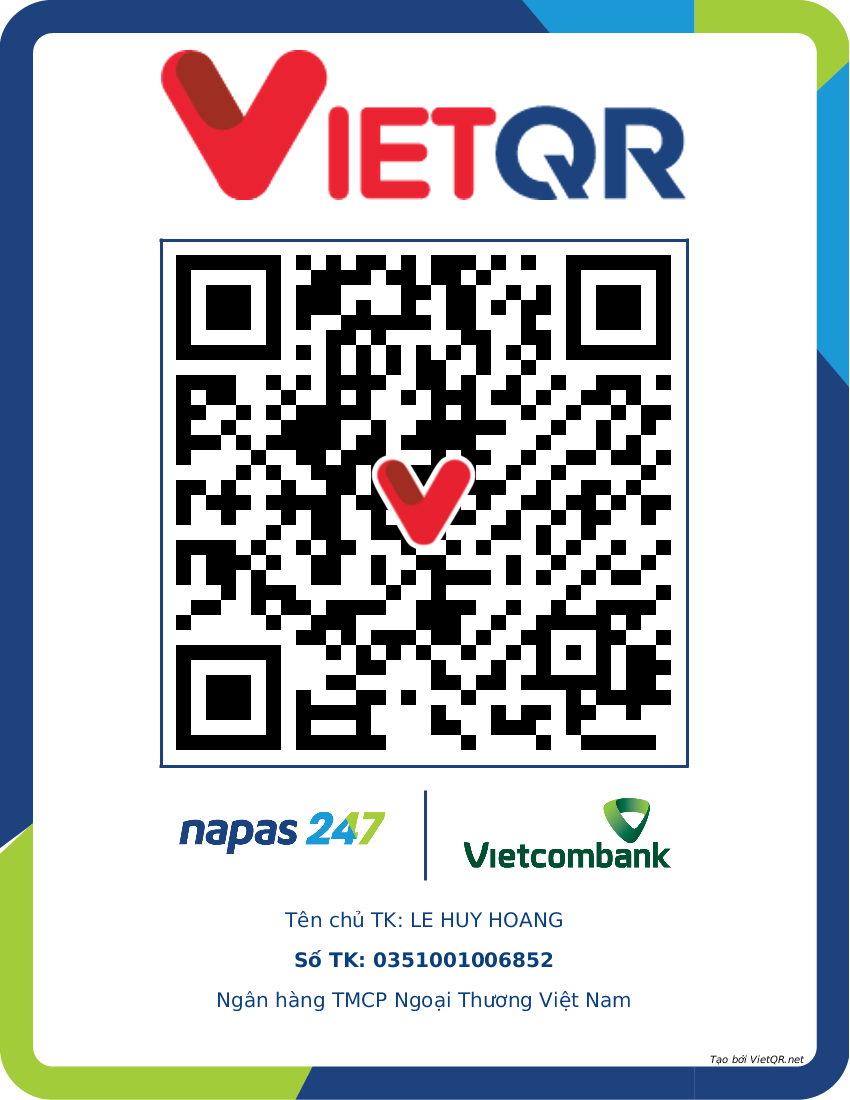 VIETQR
napas 247
Vietcombank
Tên chủ TK: LE HUY HOANG
Số TK: 0351001006852
Ngân hàng TMCP Ngoại Thương Việt Nam
Tạo bởi VietQR.net